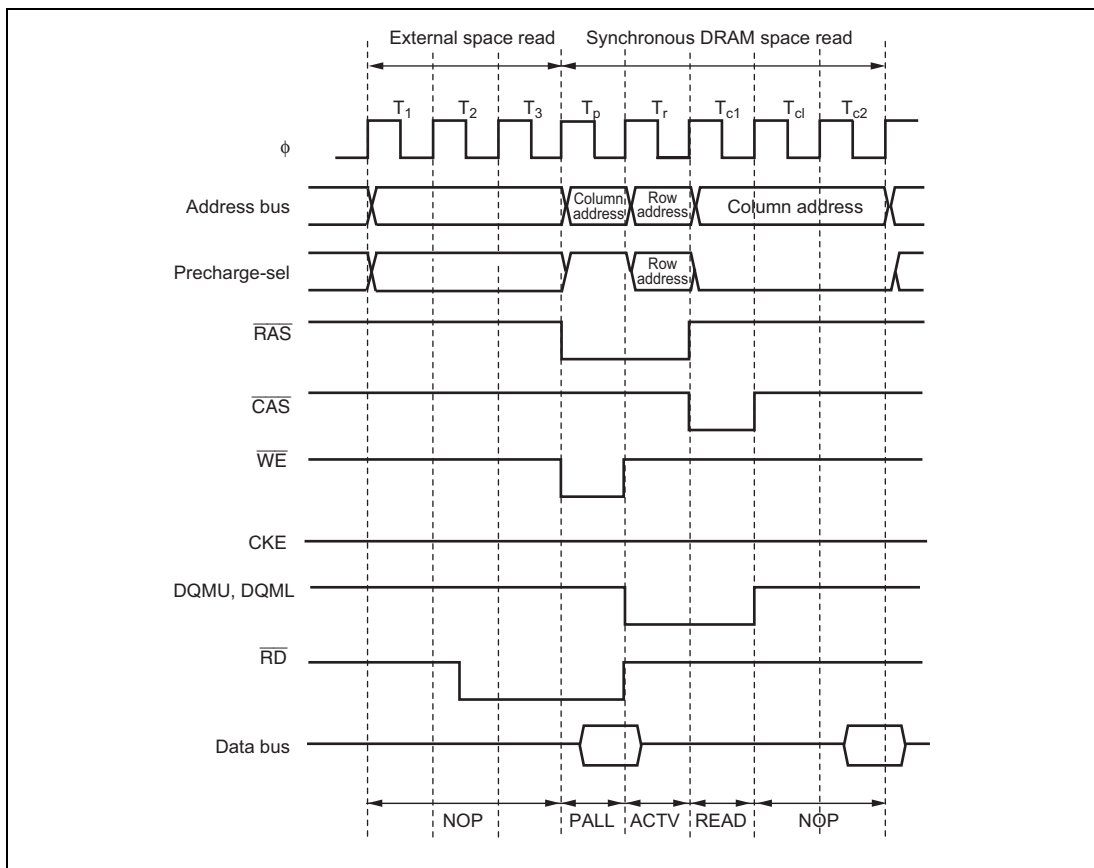 External space read Synchronous DRAM space read
T1 T2 T3 Tp Tr Tc1 Tcl Tc2
ϕ
Address bus
Column address
Row address
Column address
Precharge-sel
Row address
RAS
CAS
WE
CKE
DQMU, DQML
RD
Data bus
NOP PALL ACTV READ NOP